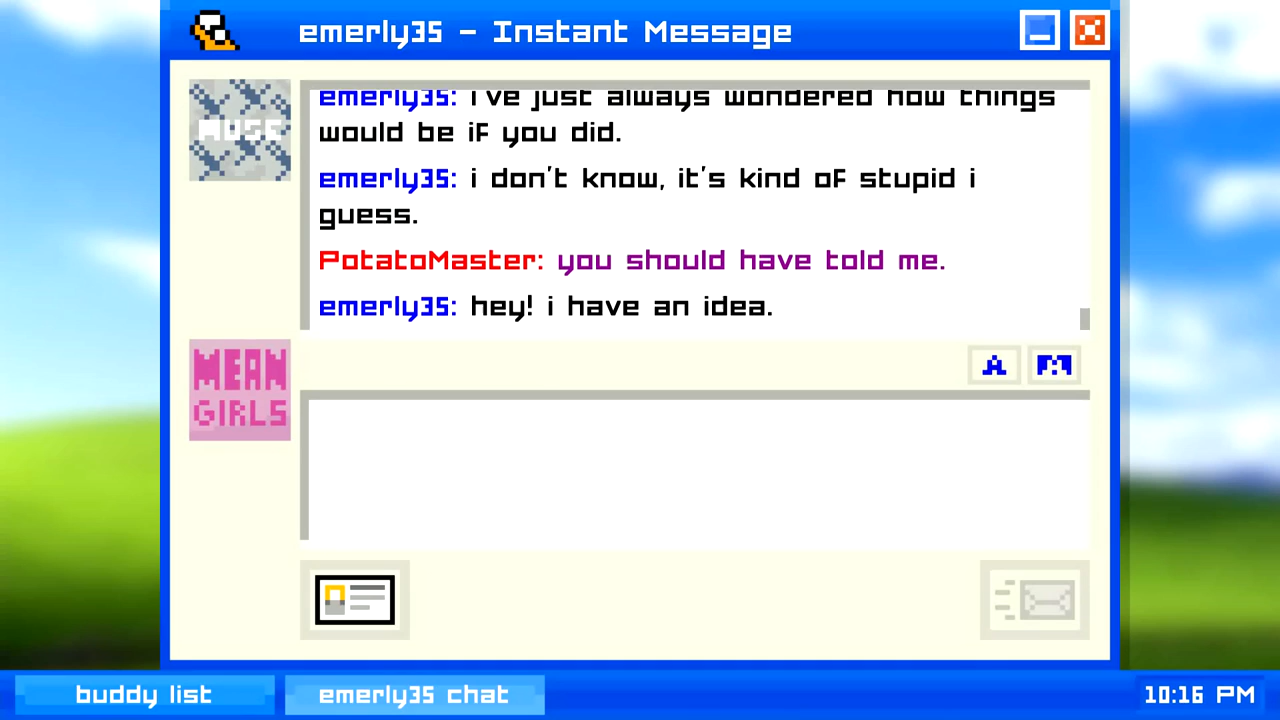 emerly35 - Instant Message
MUSE
emerly35: i've just always wondered how things
would be if you did.
emerly35: i don't know, it's kind of stupid i
guess.
PotatoMaster: you should have told me.
emerly35: hey! i have an idea.
A
MEAN
GIRLS
buddy list
emerly35 chat
10:16 PM